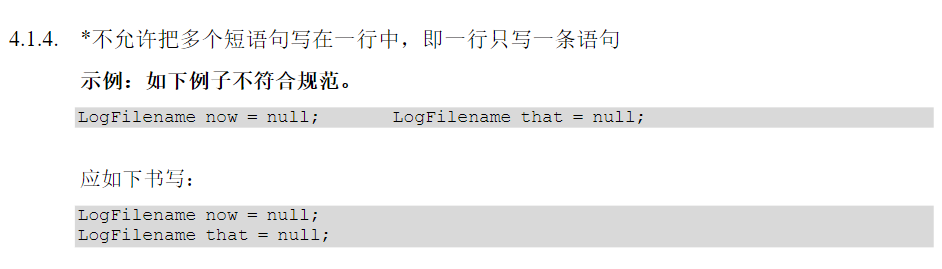 4.1.4. *不允许把多个短语句写在一行中，即一行只写一条语句
示例：如下例子不符合规范。
LogFilename now = null;        LogFilename that = null;
应如下书写：
LogFilename now = null;
LogFilename that = null;